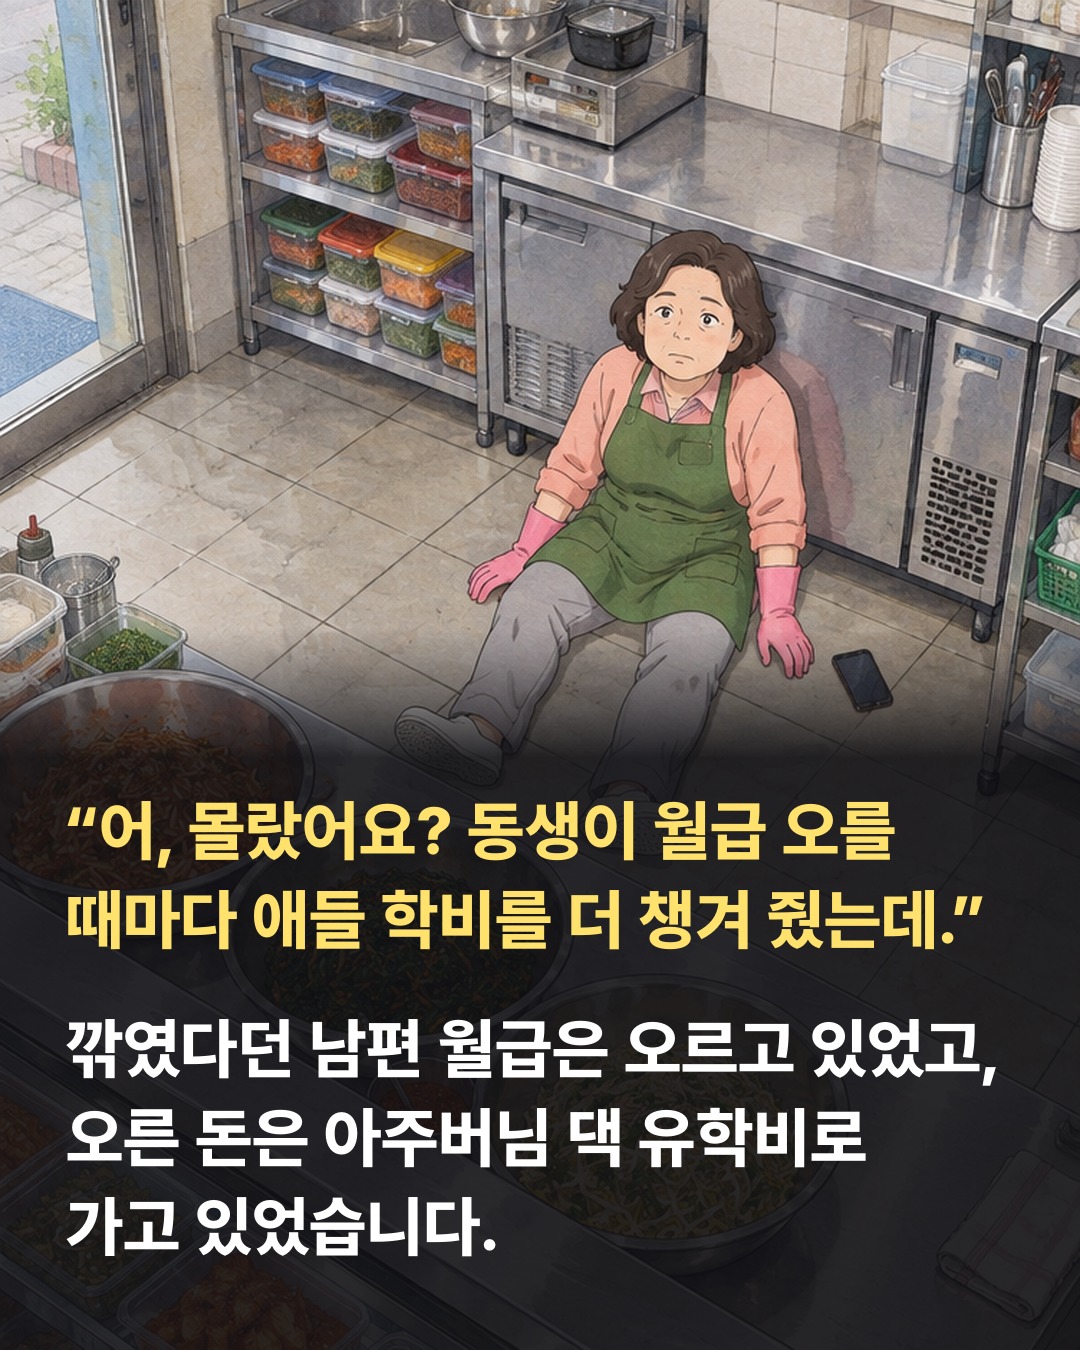 “어, 몰랐어요? 동생이 월급 오를
때마다 애들 학비를 더 챙겨 줬는데.”
깎였다던 남편 월급은 오르고 있었고,
오른 돈은 아주버님 댁 유학비로
가고 있었습니다.